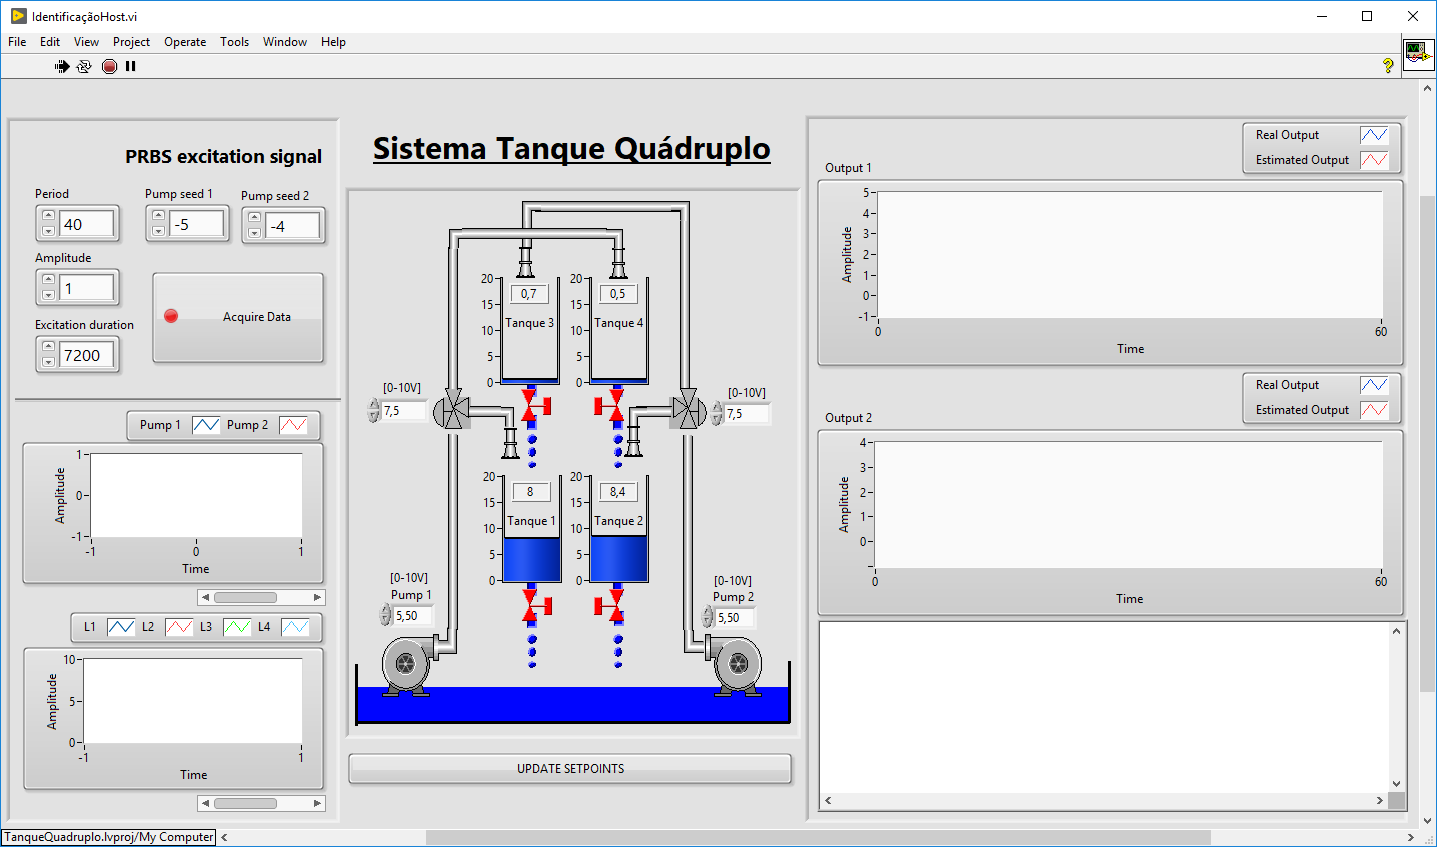 IdentificaçãoHost.vi
File Edit View Project Operate Tools Window Help
?
PRBS excitation signal
Period
40
Pump seed 1
-5
Pump seed 2
-4
Amplitude
1
Excitation duration
7200
Acquire Data
Pump 1 Pump 2
Amplitude
1
0
-1
-1 0 1
Time
L1 L2 L3 L4
Amplitude
10
5
0
-1 1
Time
Sistema Tanque Quádruplo
20
15
10
5
0
0,7
Tanque 3
20
15
10
5
0
0,5
Tanque 4
[0-10V]
7,5
[0-10V]
7,5
20
15
10
5
0
8
Tanque 1
20
15
10
5
0
8,4
Tanque 2
[0-10V]
Pump 1
5,50
[0-10V]
Pump 2
5,50
UPDATE SETPOINTS
Real Output
Estimated Output
Output 1
Amplitude
5
4
3
2
1
0
-1
0 60
Time
Real Output
Estimated Output
Output 2
Amplitude
4
3
2
1
0
0 60
Time
TanqueQuadruplo.lvproj/My Computer